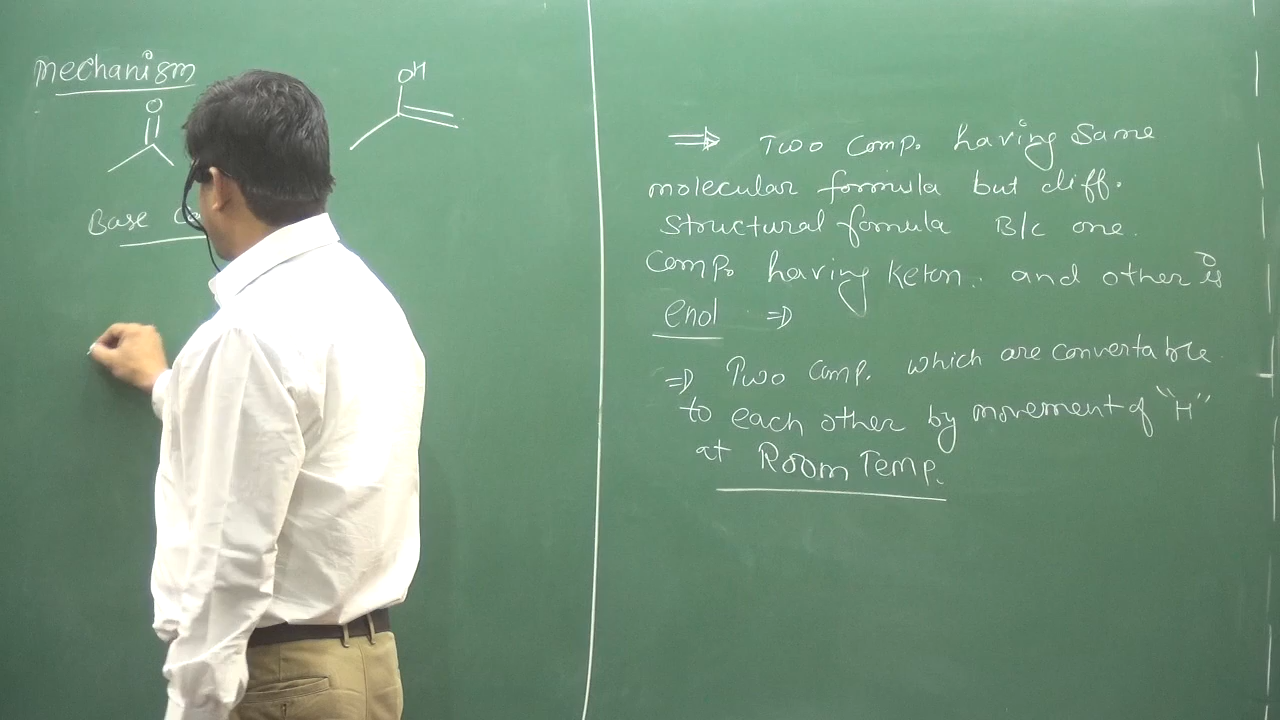 Mechanism
O
OH
Base
⇒ Two Comp. having Same
molecular formula but diff.
Structural formula B/c one.
Comp. having keton. and other is
enol ⇒
⇒ Two Comp. which are convertable
to each other by movement of "H"
at Room Temp.